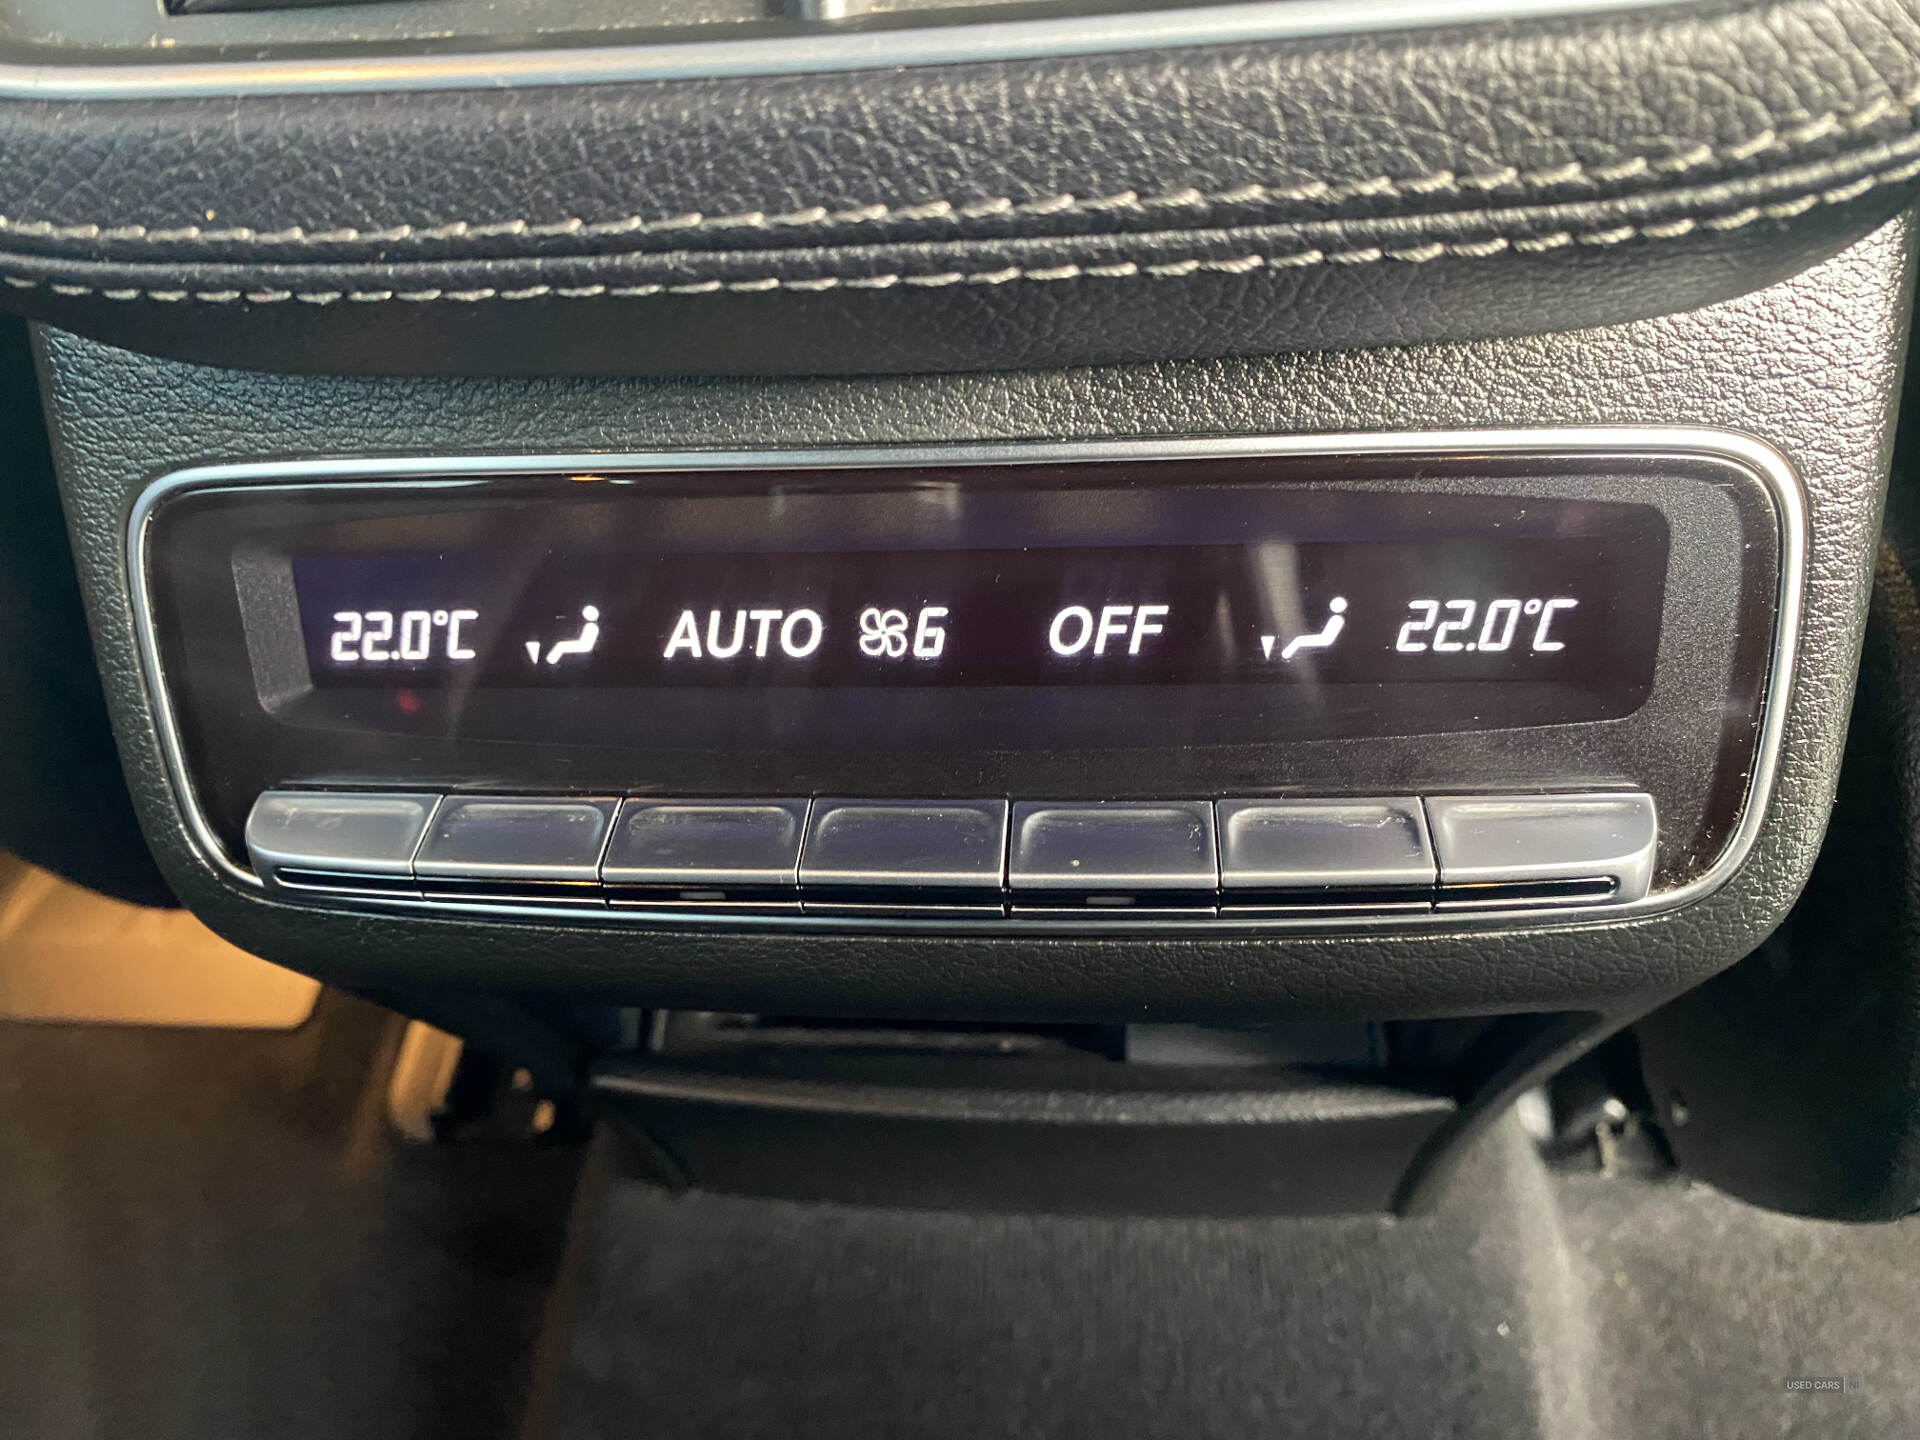 22.0°C AUTO 6 OFF 22.0°C
USED CARS NI